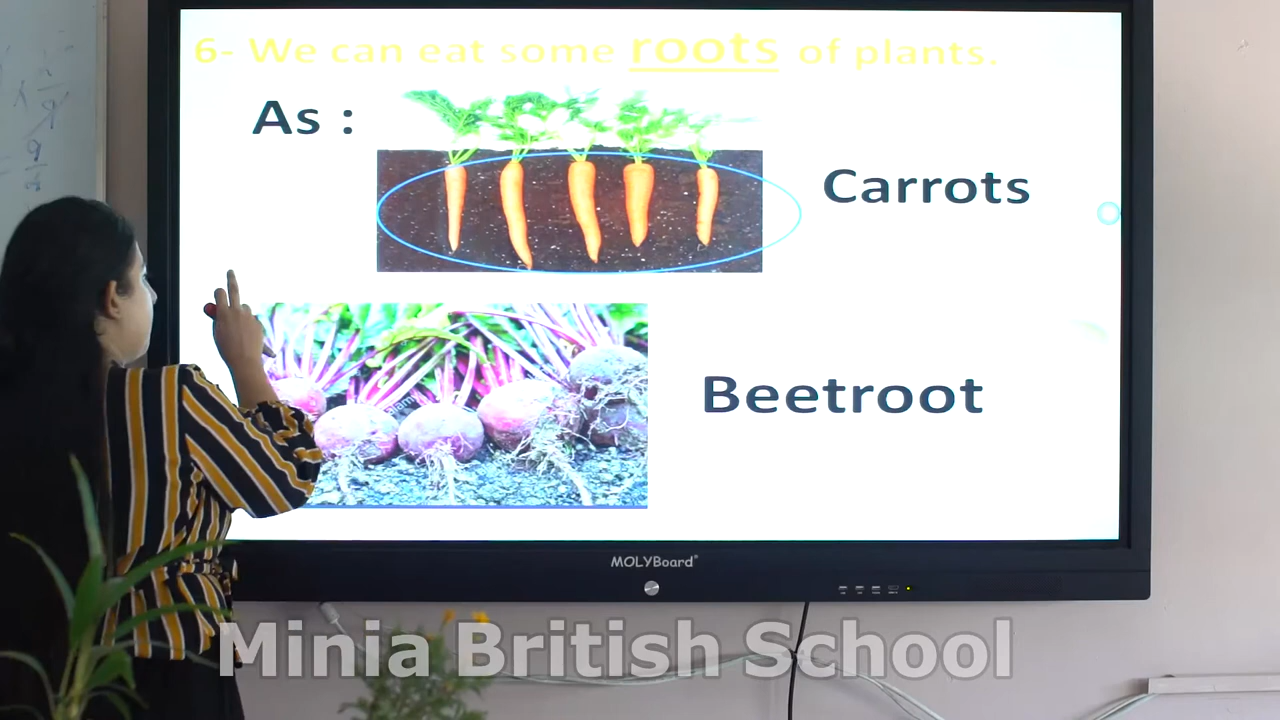 6- We can eat some roots of plants.
As :
Carrots
Beetroot
MOLYBoard
Minia British School